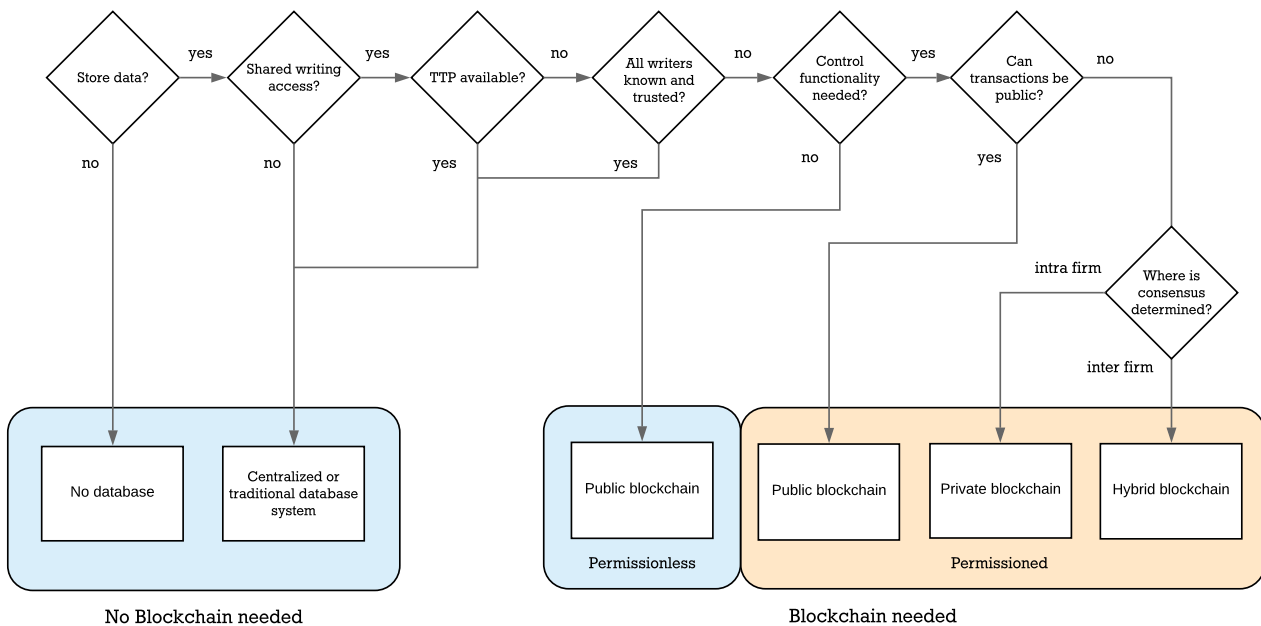 Store data?
yes
Shared writing
access?
yes
TTP available?
no
All writers
known and
trusted?
no
Control
functionality
needed?
yes
Can
transactions be
public?
no
no
no
yes
yes
no
yes
Where is
consensus
determined?
intra firm
inter firm
No database
Centralized or
traditional database
system
Public blockchain
Public blockchain
Private blockchain
Hybrid blockchain
Permissionless
Permissioned
No Blockchain needed
Blockchain needed